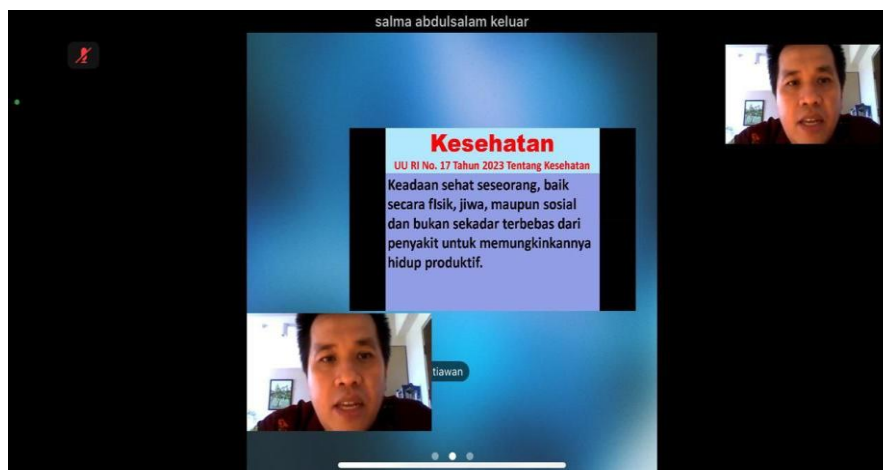 salma abdulsalam keluar
Kesehatan
UU RI No. 17 Tahun 2023 Tentang Kesehatan
Keadaan sehat seseorang, baik
secara fIsik, jiwa, maupun sosial
dan bukan sekadar terbebas dari
penyakit untuk memungkinkannya
hidup produktif.
tiawan